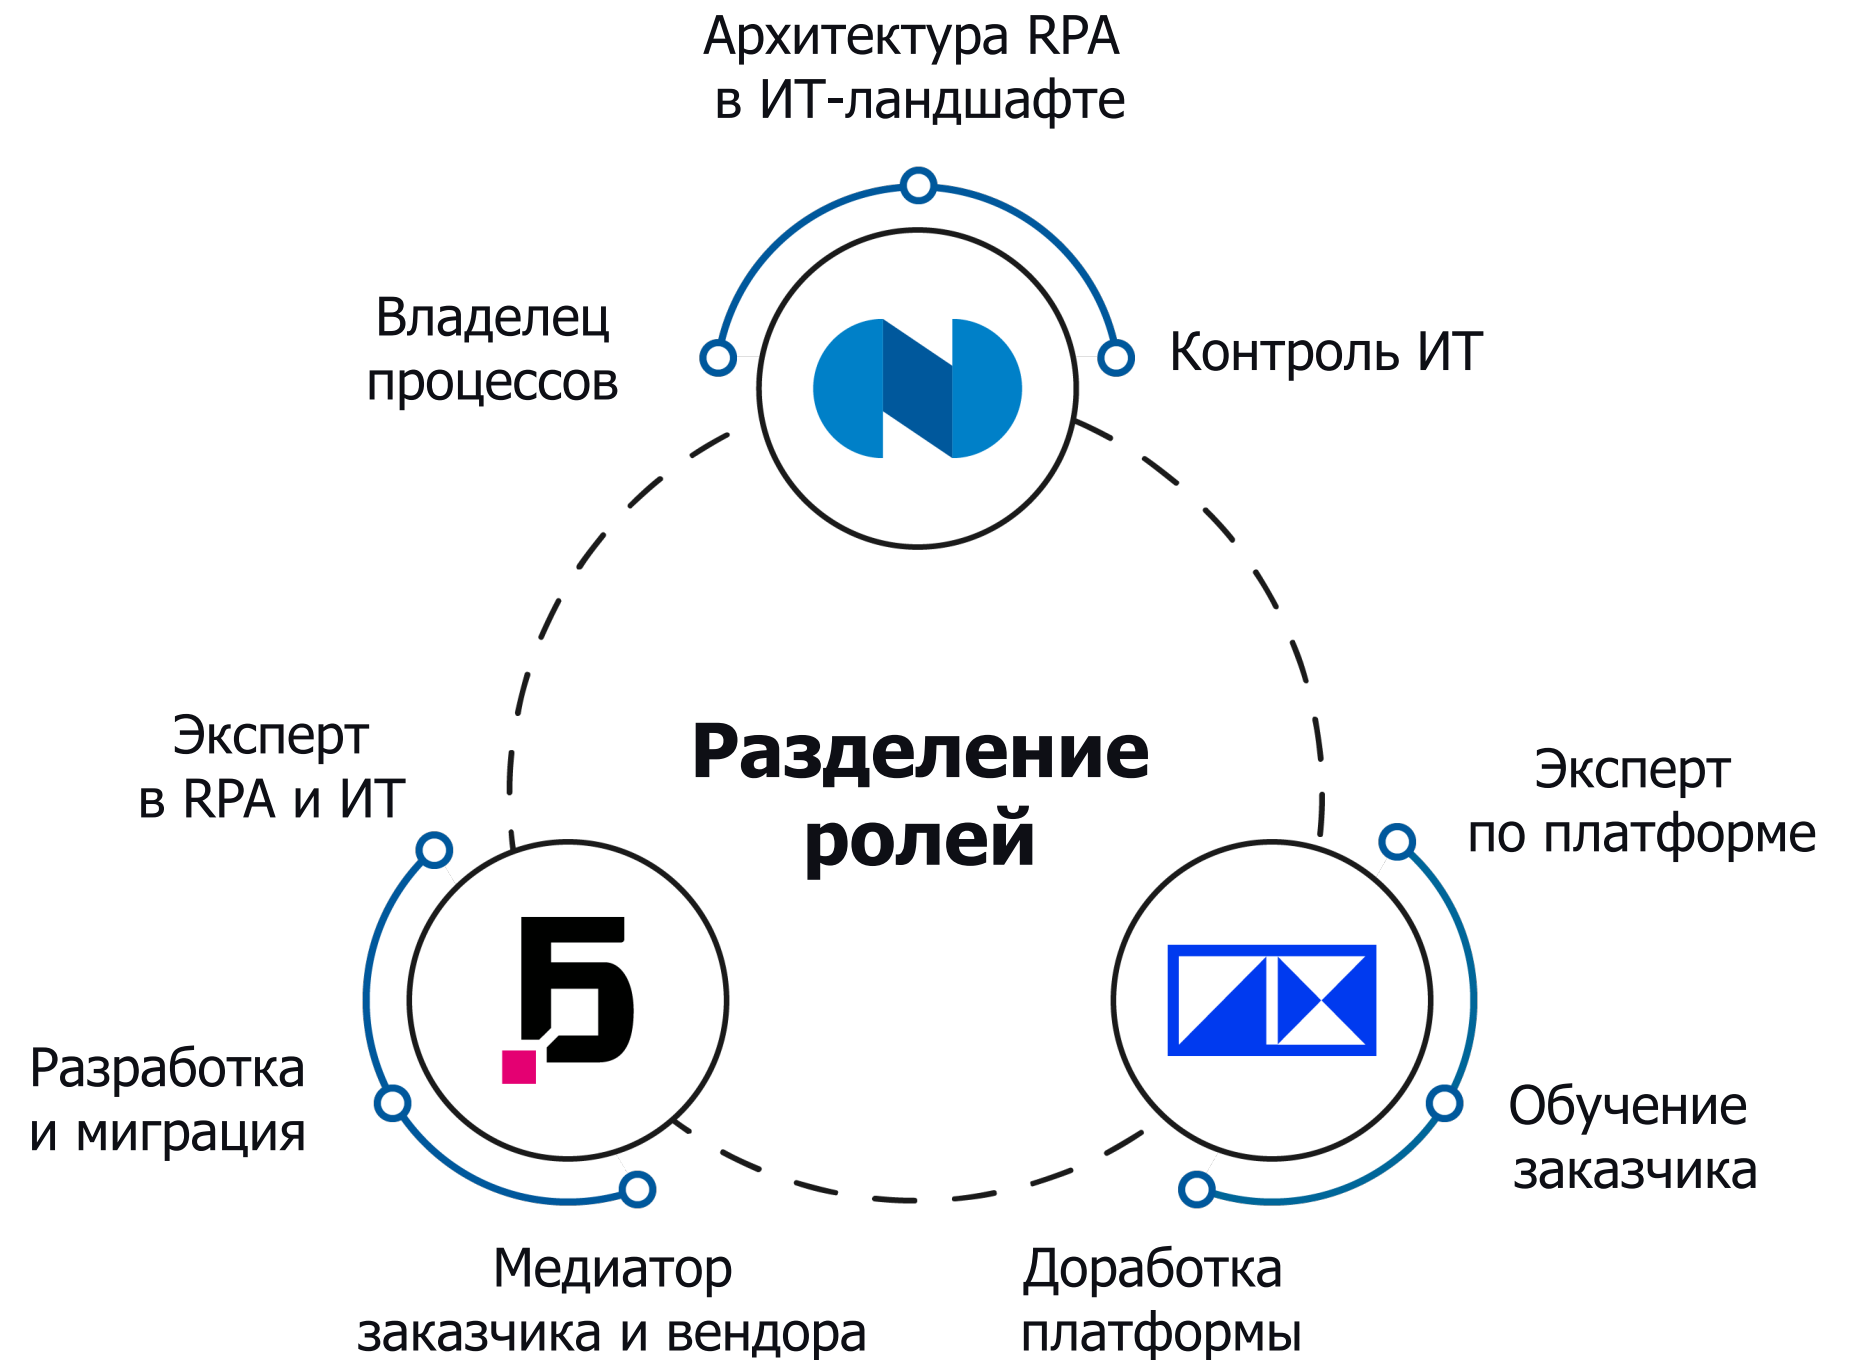 Архитектура RPA
в ИТ-ландшафте
Владелец
процессов
Контроль ИТ
Разделение
ролей
Эксперт
в RPA и ИТ
Разработка
и миграция
Медиатор
заказчика и вендора
Эксперт
по платформе
Обучение
заказчика
Доработка
платформы
Б